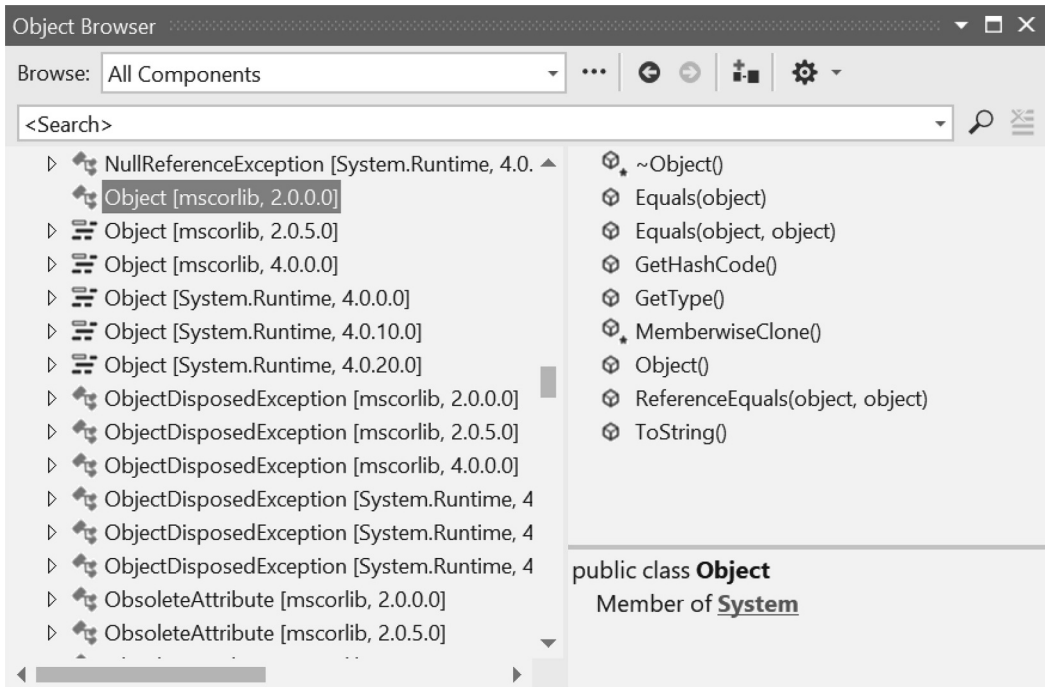 Object Browser
Browse: All Components
<Search>
NullReferenceException [System.Runtime, 4.0.
Object [mscorlib, 2.0.0.0]
Object [mscorlib, 2.0.5.0]
Object [mscorlib, 4.0.0.0]
Object [System.Runtime, 4.0.0.0]
Object [System.Runtime, 4.0.10.0]
Object [System.Runtime, 4.0.20.0]
ObjectDisposedException [mscorlib, 2.0.0.0]
ObjectDisposedException [mscorlib, 2.0.5.0]
ObjectDisposedException [mscorlib, 4.0.0.0]
ObjectDisposedException [System.Runtime, 4
ObjectDisposedException [System.Runtime, 4
ObjectDisposedException [System.Runtime, 4
ObsoleteAttribute [mscorlib, 2.0.0.0]
ObsoleteAttribute [mscorlib, 2.0.5.0]
~Object()
Equals(object)
Equals(object, object)
GetHashCode()
GetType()
MemberwiseClone()
Object()
ReferenceEquals(object, object)
ToString()
public class Object
Member of System